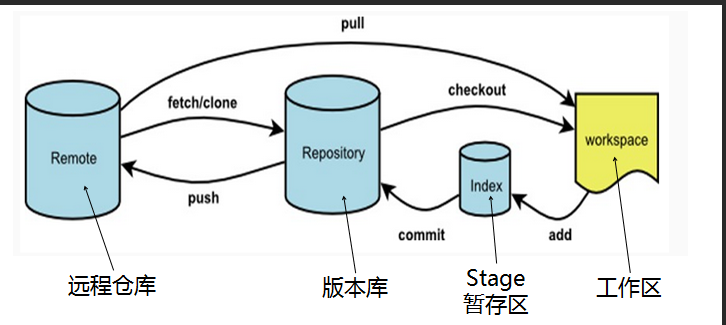 pull
fetch/clone
checkout
Remote
Repository
workspace
Index
push
commit
add
远程仓库
版本库
Stage
暂存区
工作区